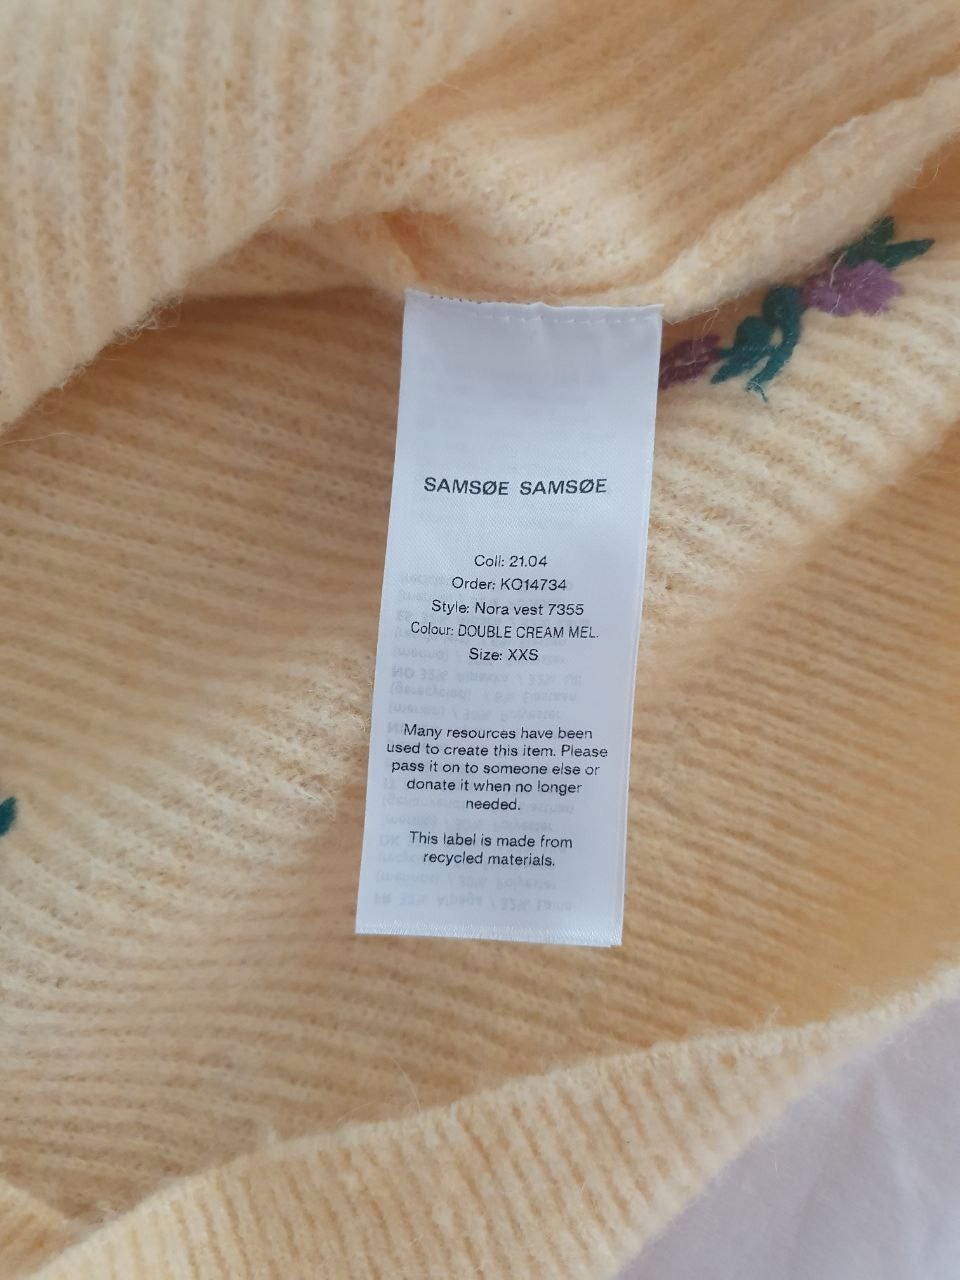 SAMSØE SAMSØE
Coll: 21.04
Order: KO14734
Style: Nora vest 7355
Colour: DOUBLE CREAM MEL.
Size: XXS
Many resources have been
used to create this item. Please
pass it on to someone else or
donate it when no longer
needed.
This label is made from
recycled materials.